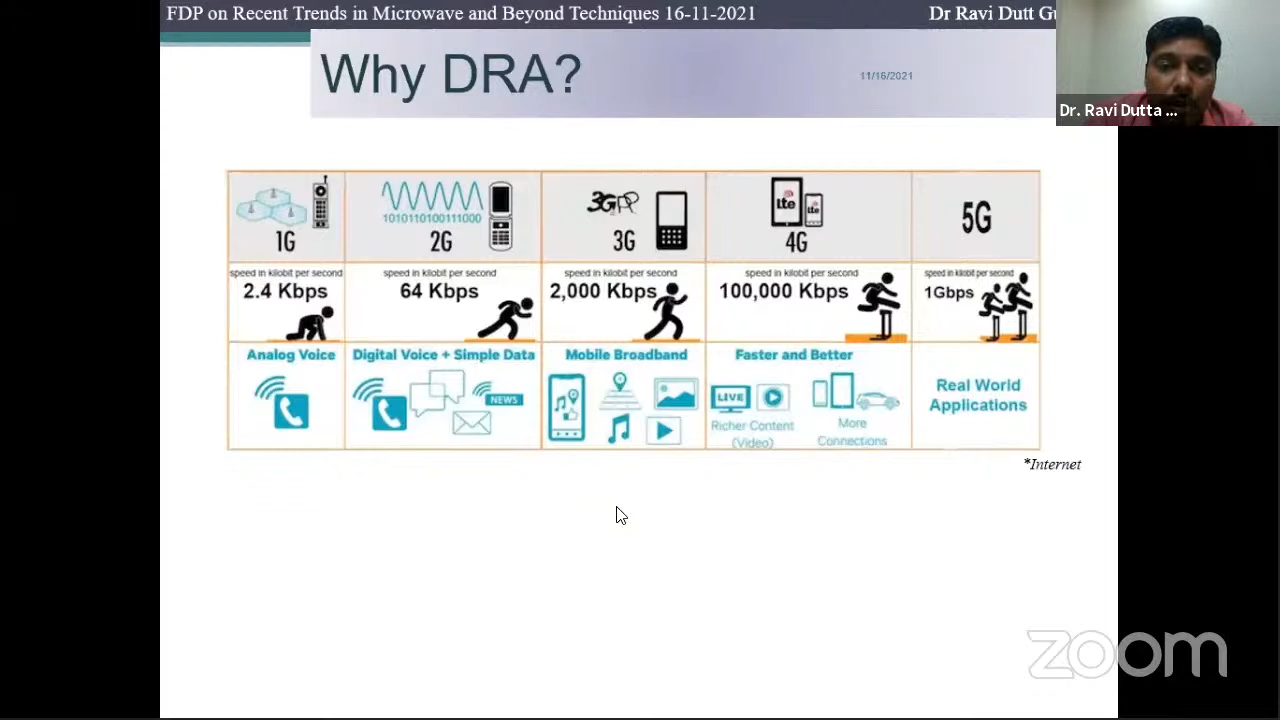 FDP on Recent Trends in Microwave and Beyond Techniques 16-11-2021
Dr Ravi Dutt
Why DRA?
11/16/2021
Dr. Ravi Dutta ...
1G
1010110100111000
2G
3GPP
3G
lte
lte
4G
5G
speed in kilobit per second
2.4 Kbps
speed in kilobit per second
64 Kbps
speed in kilobit per second
2,000 Kbps
speed in kilobit per second
100,000 Kbps
speed in kilobit per second
1Gbps
Analog Voice
Digital Voice + Simple Data
NEWS
Mobile Broadband
Faster and Better
LIVE
Richer Content
(Video)
More
Connections
Real World
Applications
*Internet
zoom